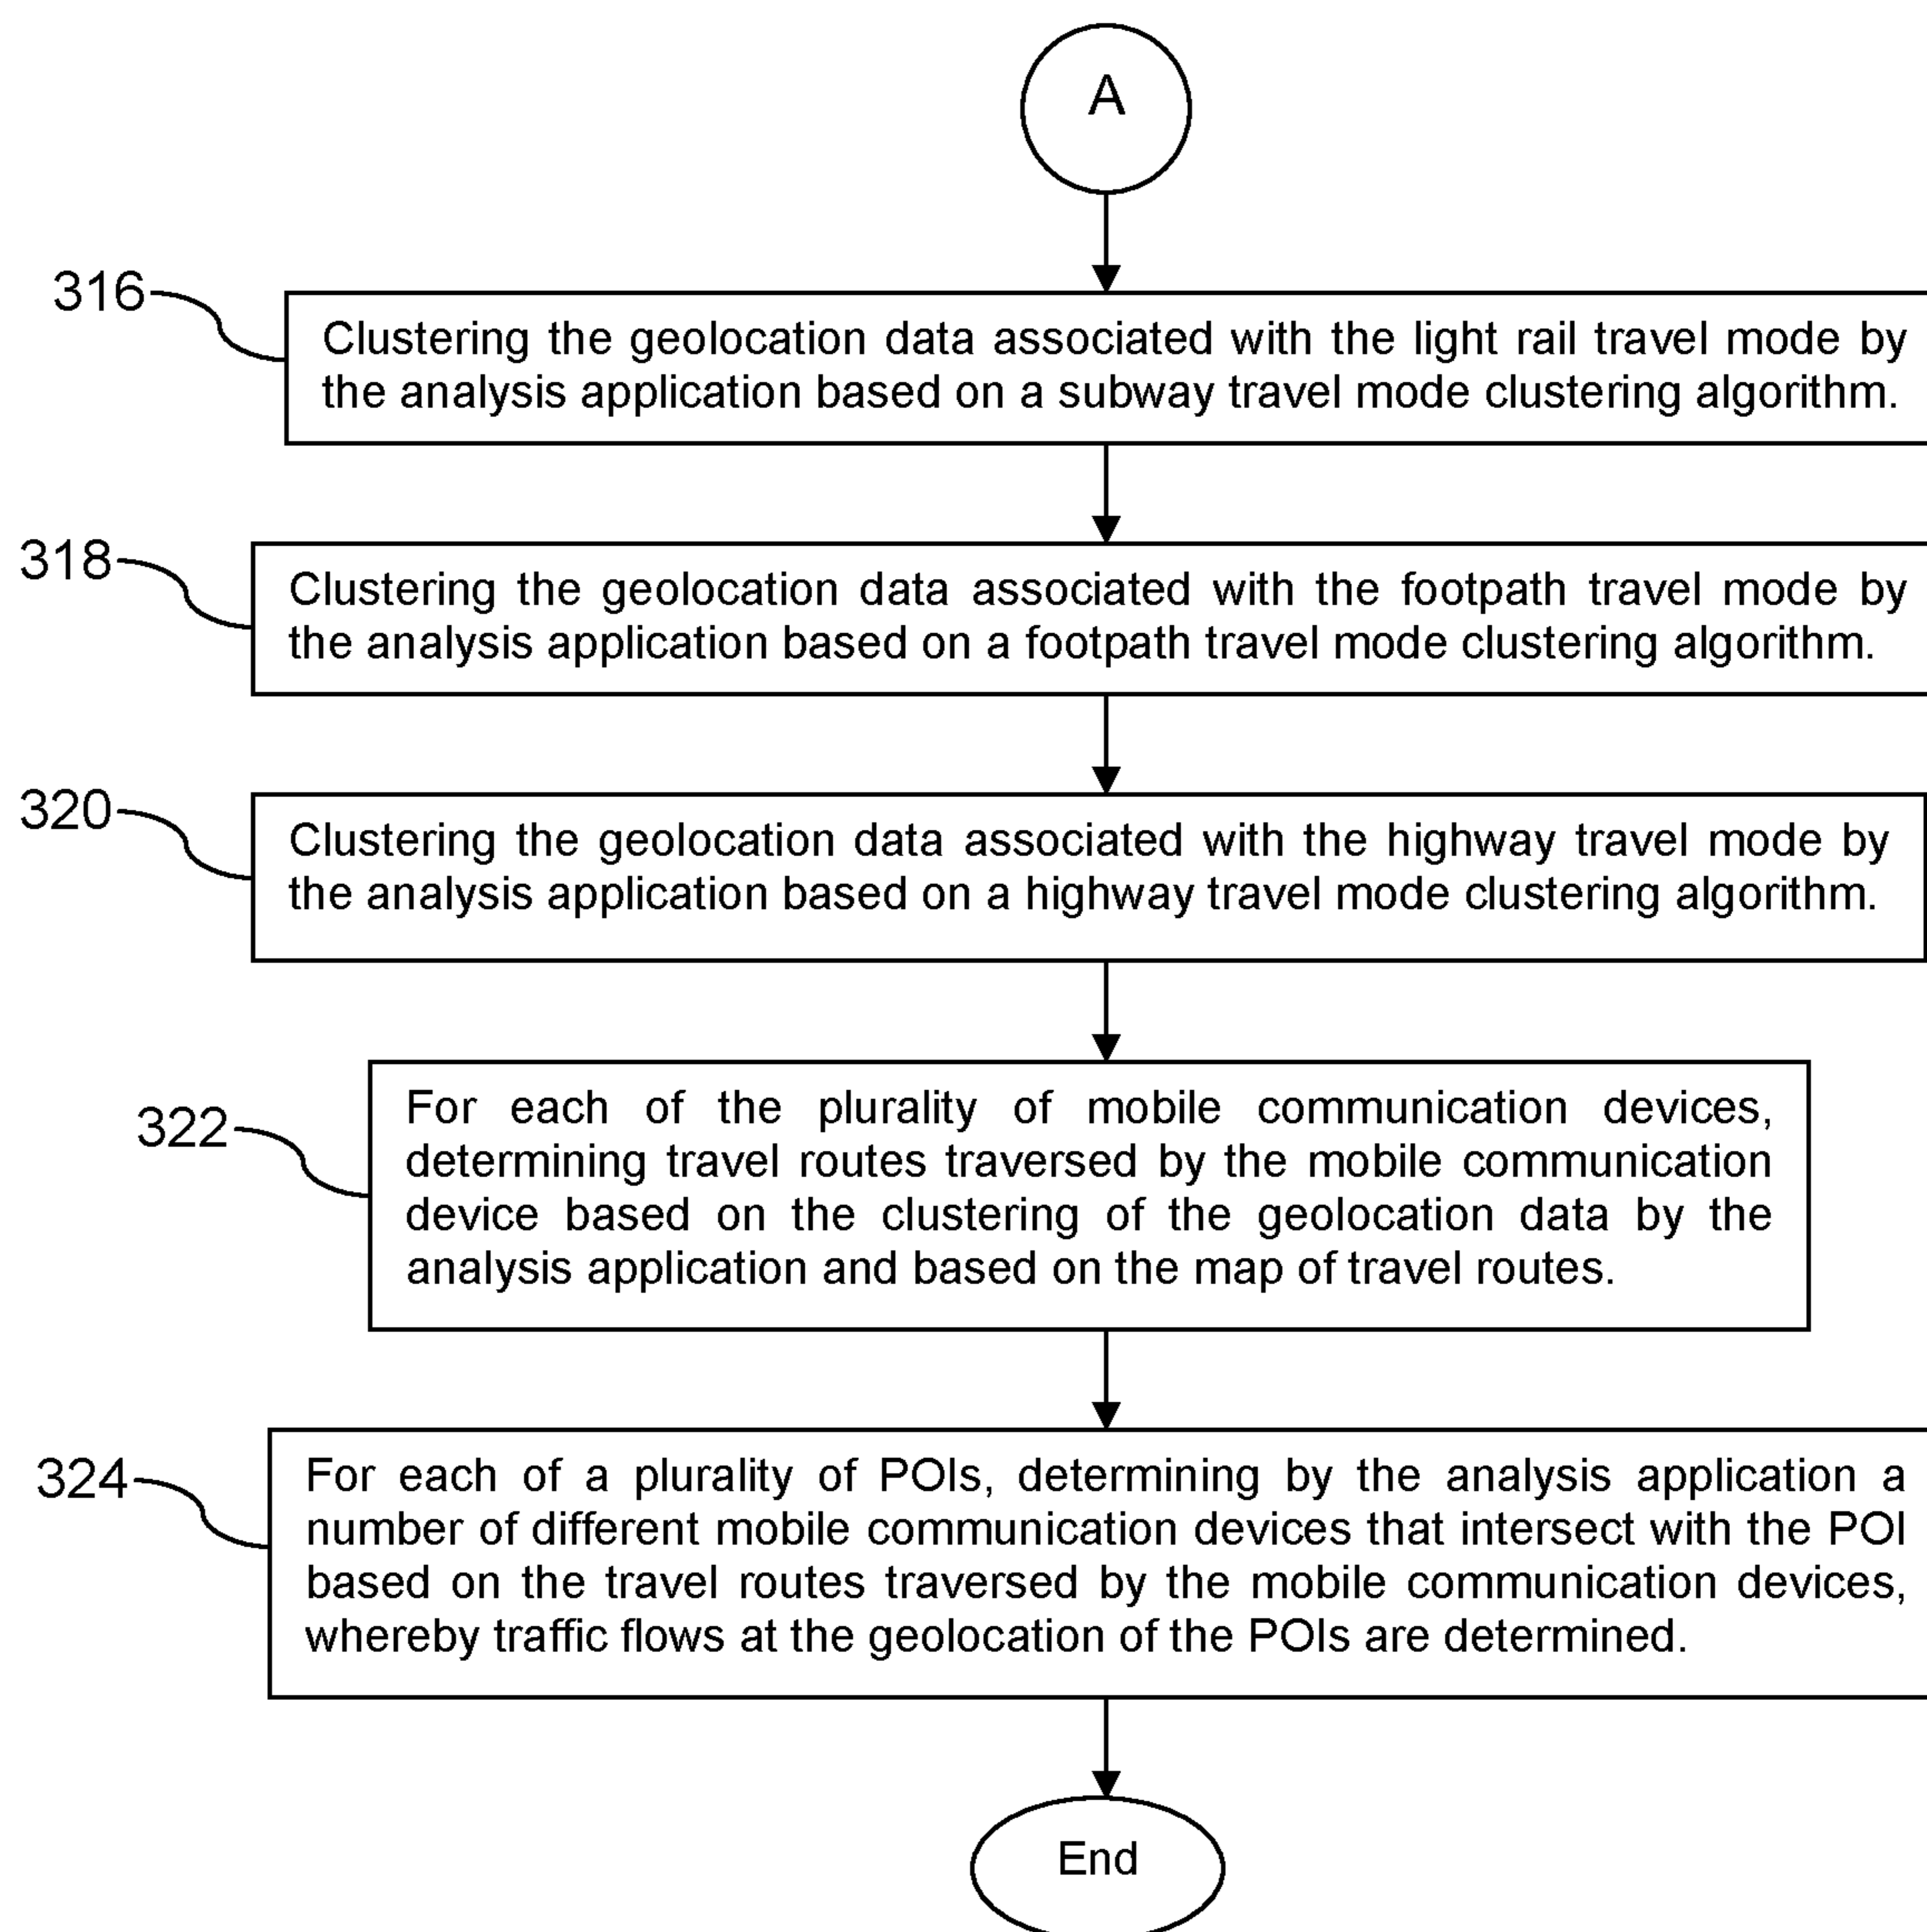 A
316
Clustering the geolocation data associated with the light rail travel mode by
the analysis application based on a subway travel mode clustering algorithm.
318
Clustering the geolocation data associated with the footpath travel mode by
the analysis application based on a footpath travel mode clustering algorithm.
320
Clustering the geolocation data associated with the highway travel mode by
the analysis application based on a highway travel mode clustering algorithm.
322
For each of the plurality of mobile communication devices,
determining travel routes traversed by the mobile communication
device based on the clustering of the geolocation data by the
analysis application and based on the map of travel routes.
324
For each of a plurality of POIs, determining by the analysis application a
number of different mobile communication devices that intersect with the POI
based on the travel routes traversed by the mobile communication devices,
whereby traffic flows at the geolocation of the POIs are determined.
End